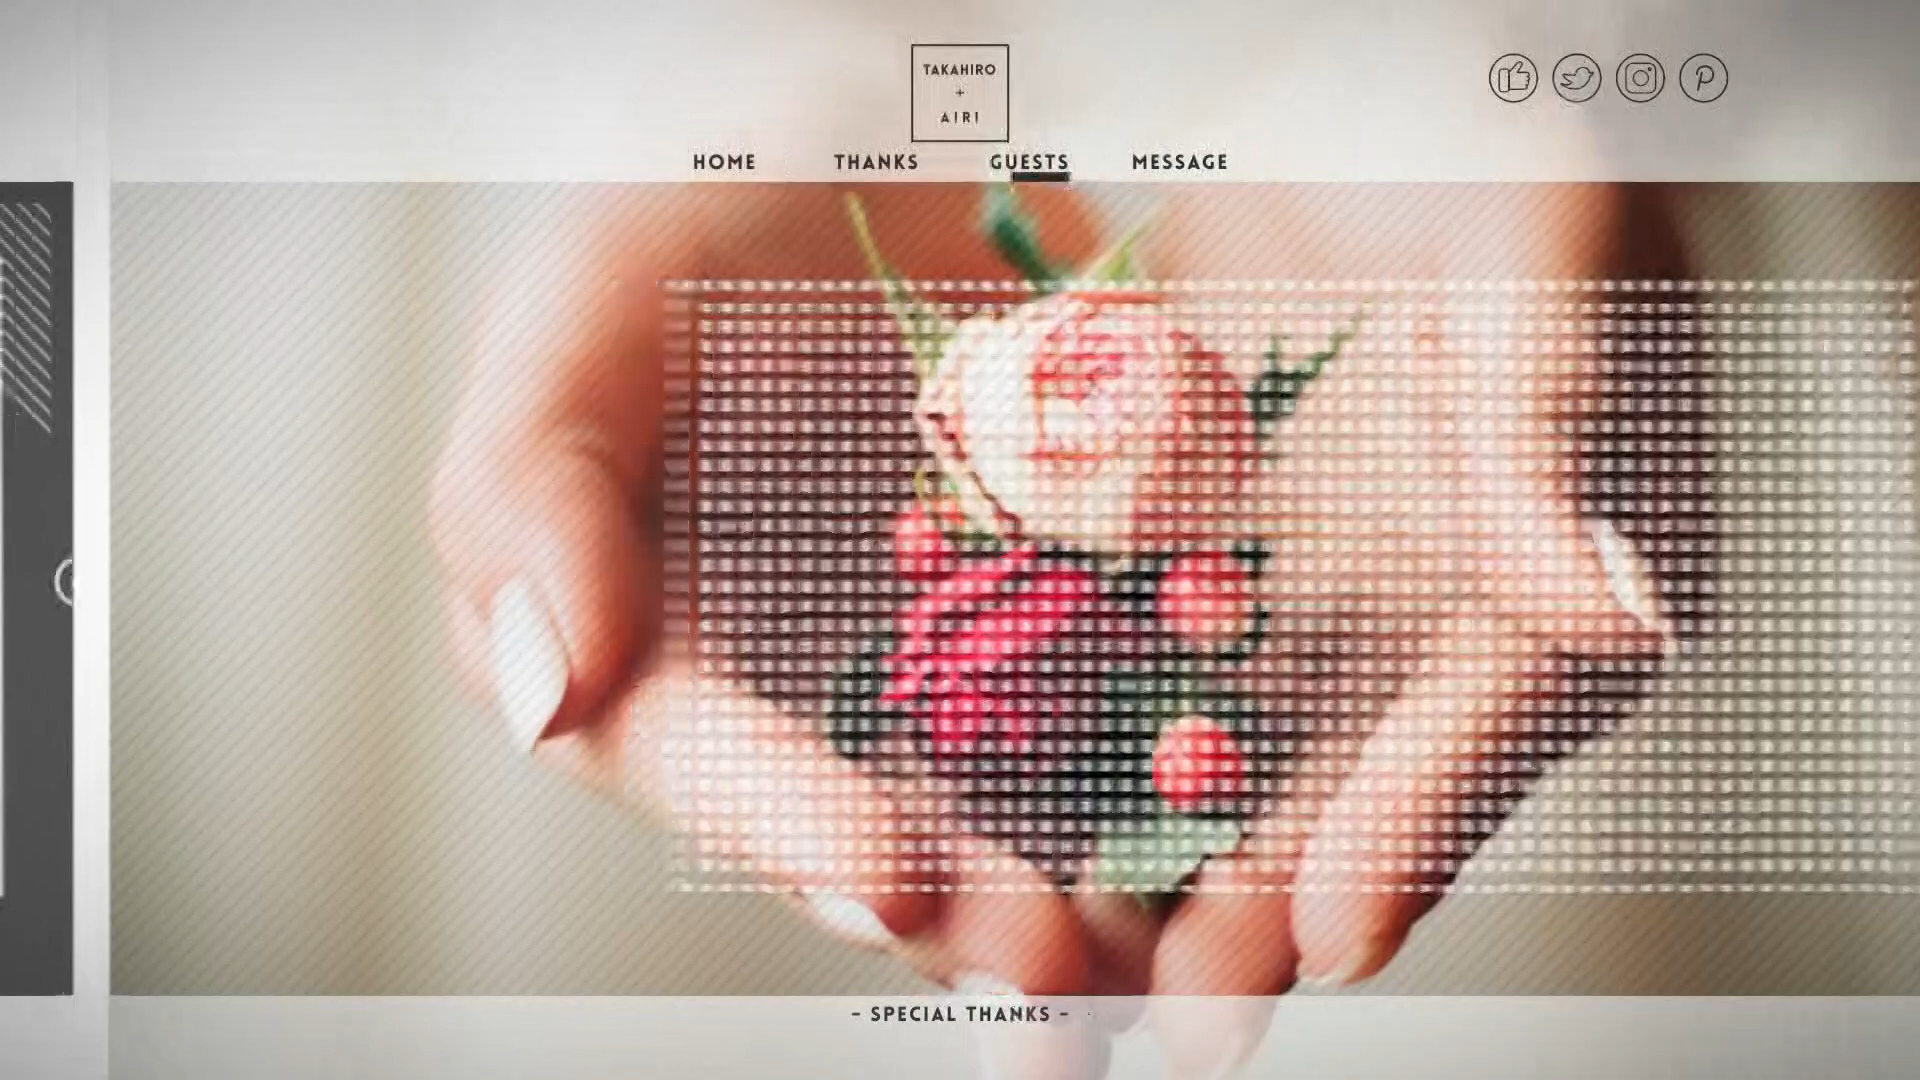 TAKAHIRO
+
AIRI
HOME THANKS GUESTS MESSAGE
- SPECIAL THANKS -